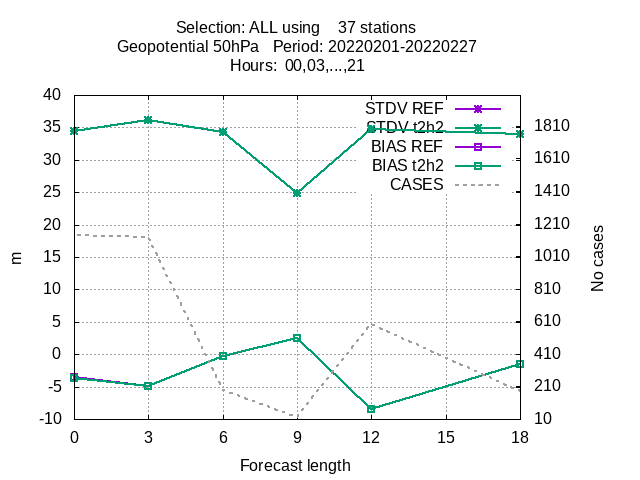 Selection: ALL using    37 stations
Geopotential 50hPa   Period: 20220201-20220227
Hours:  00,03,...,21
40
35
30
25
20
15
10
5
0
-5
-10
m
STDV REF
STDV t2h2
BIAS REF
BIAS t2h2
CASES
1810
1610
1410
1210
1010
810
610
410
210
10
No cases
0 3 6 9 12 15 18
Forecast length